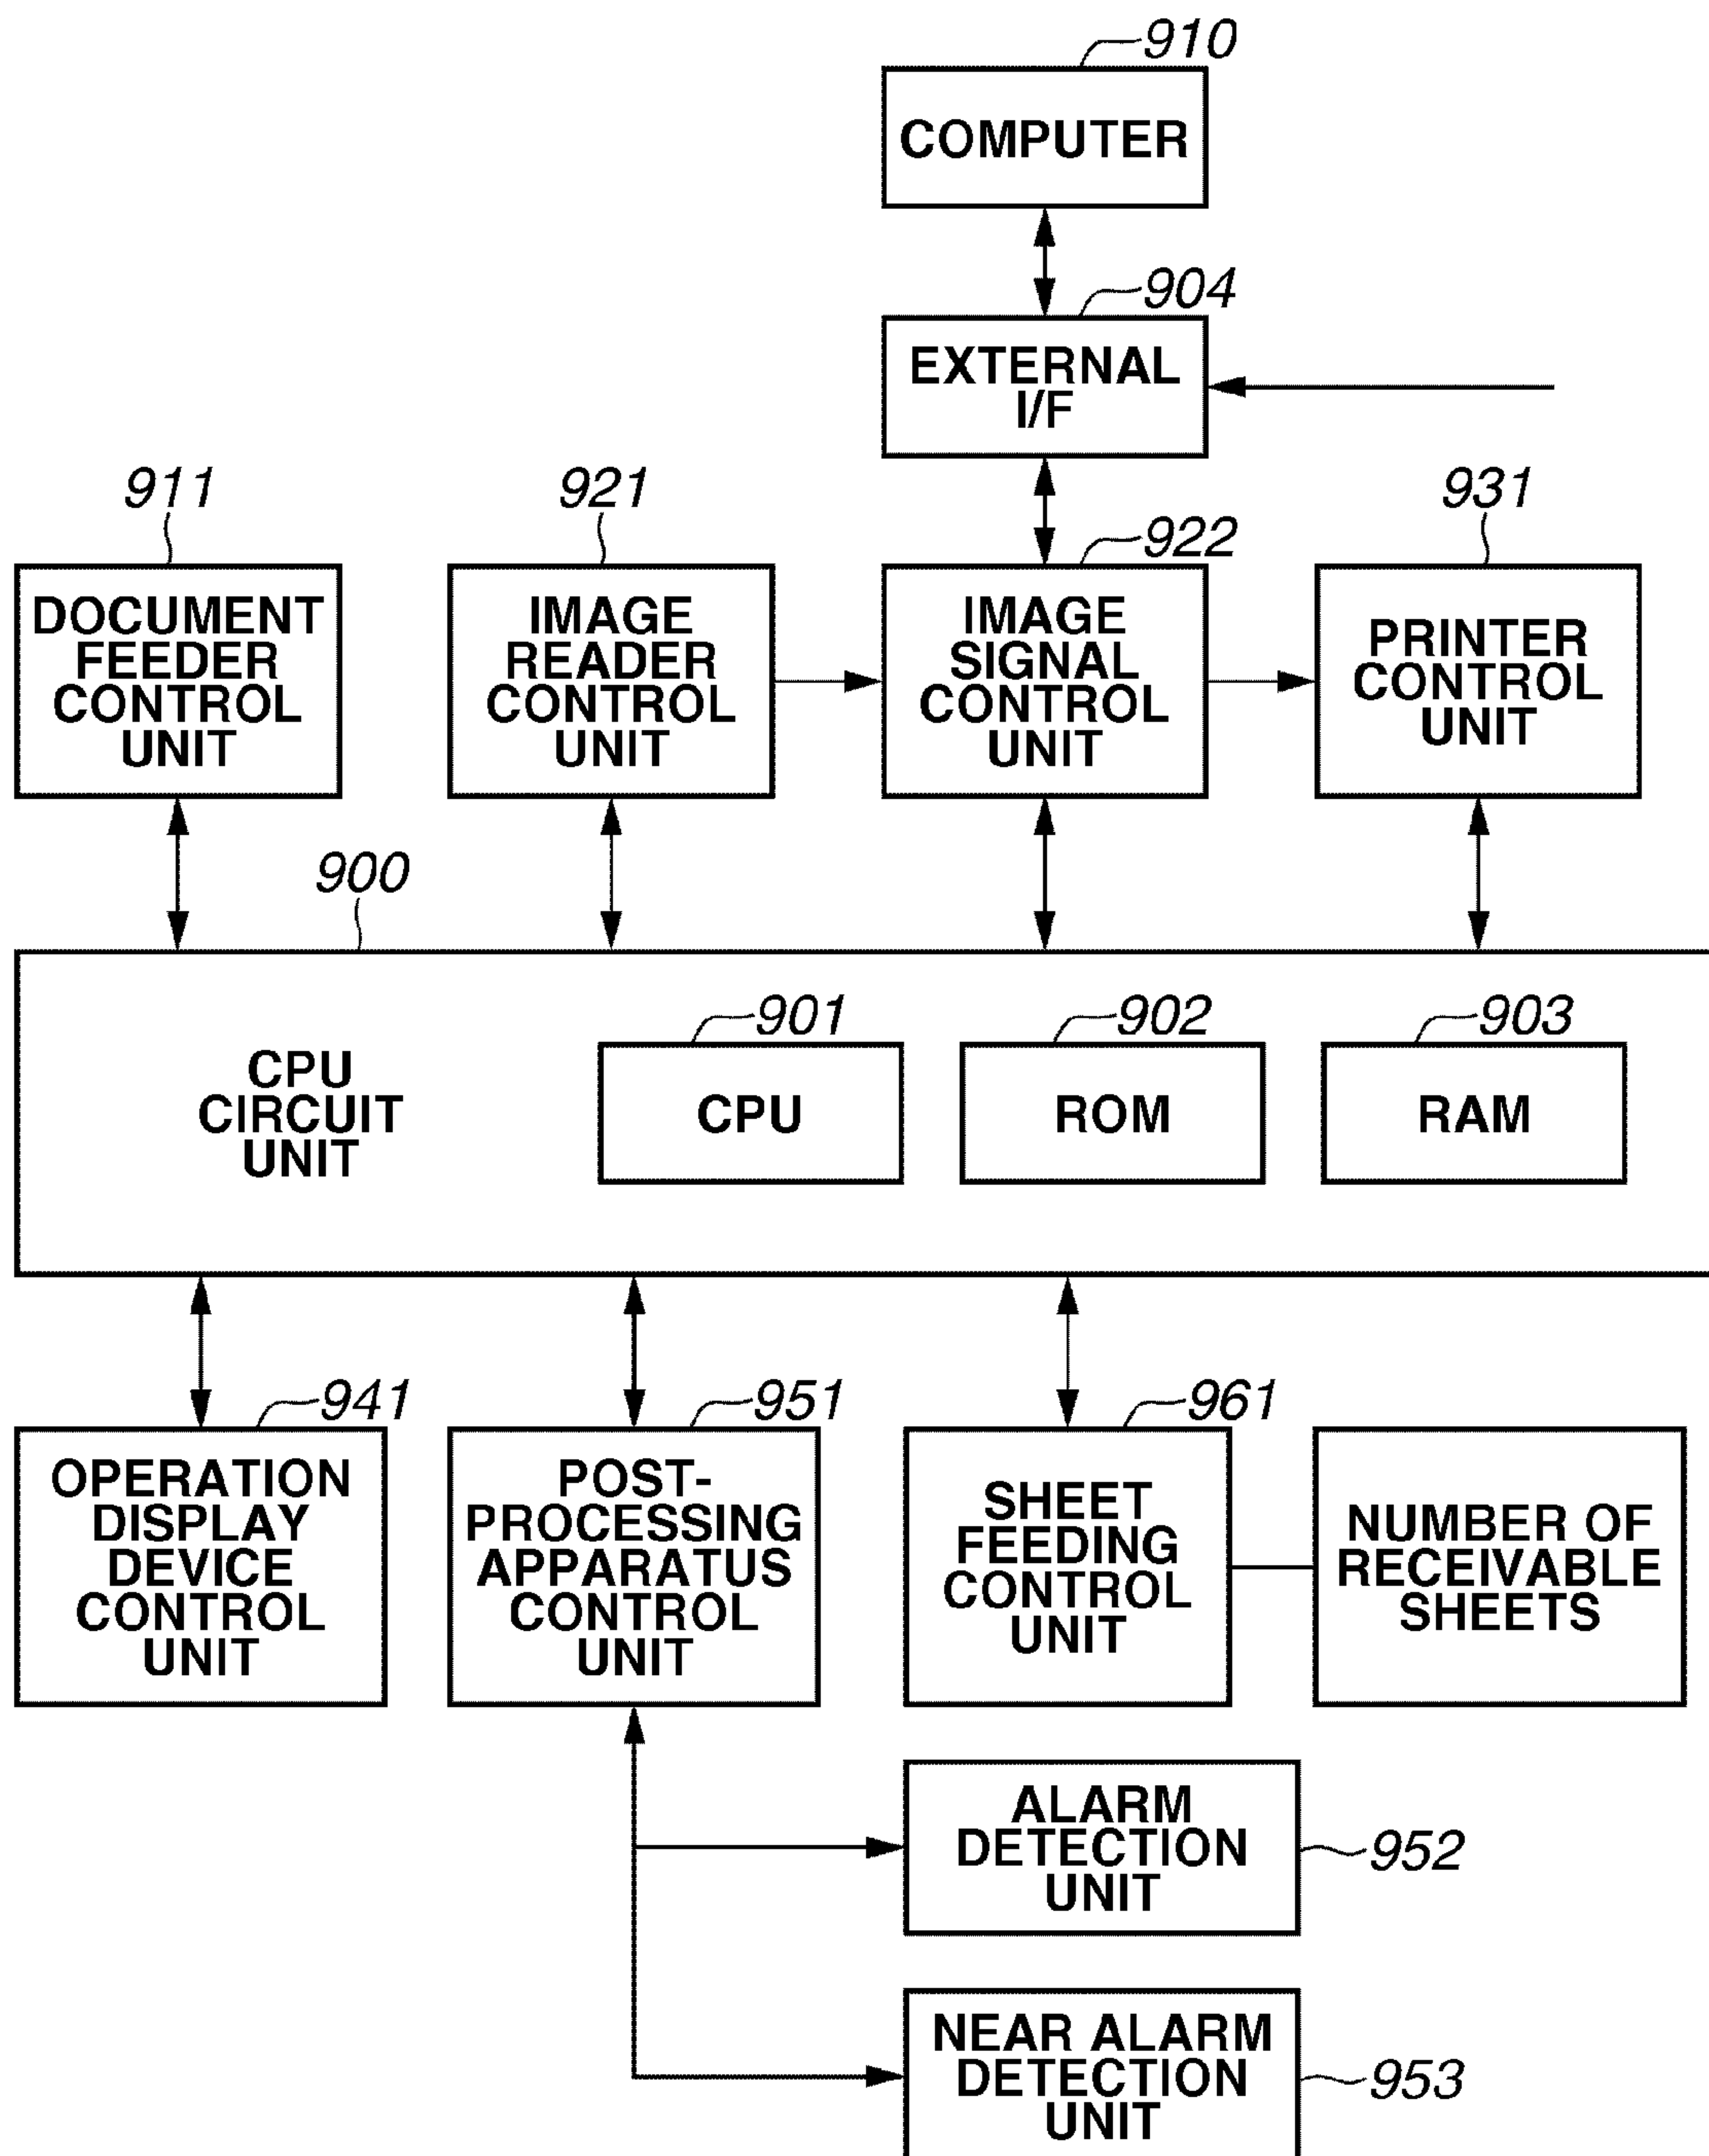 910
COMPUTER
904
EXTERNAL
I/F
911
921
922
931
DOCUMENT
FEEDER
CONTROL
UNIT
IMAGE
READER
CONTROL
UNIT
IMAGE
SIGNAL
CONTROL
UNIT
PRINTER
CONTROL
UNIT
900
CPU
CIRCUIT
UNIT
901
CPU
902
ROM
903
RAM
941
OPERATION
DISPLAY
DEVICE
CONTROL
UNIT
951
POST-
PROCESSING
APPARATUS
CONTROL
UNIT
961
SHEET
FEEDING
CONTROL
UNIT
NUMBER OF
RECEIVABLE
SHEETS
ALARM
DETECTION
UNIT
952
NEAR ALARM
DETECTION
UNIT
953